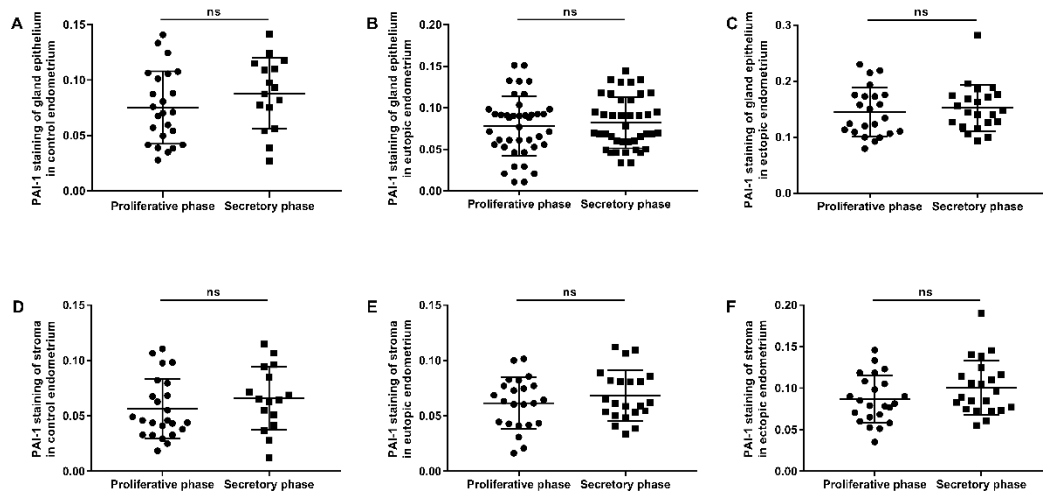 A
PAI-1 staining of gland epithelium
in control endometrium
ns
0.15
0.10
0.05
0.00
Proliferative phase Secretory phase
B
PAI-1 staining of gland epithelium
in eutopic endometrium
ns
0.20
0.15
0.10
0.05
0.00
Proliferative phase Secretory phase
C
PAI-1 staining of gland epithelium
in ectopic endometrium
ns
0.3
0.2
0.1
0.0
Proliferative phase Secretory phase
D
PAI-1 staining of stroma
in control endometrium
ns
0.15
0.10
0.05
0.00
Proliferative phase Secretory phase
E
PAI-1 staining of stroma
in eutopic endometrium
ns
0.15
0.10
0.05
0.00
Proliferative phase Secretory phase
F
PAI-1 staining of stroma
in ectopic endometrium
ns
0.20
0.15
0.10
0.05
0.00
Proliferative phase Secretory phase